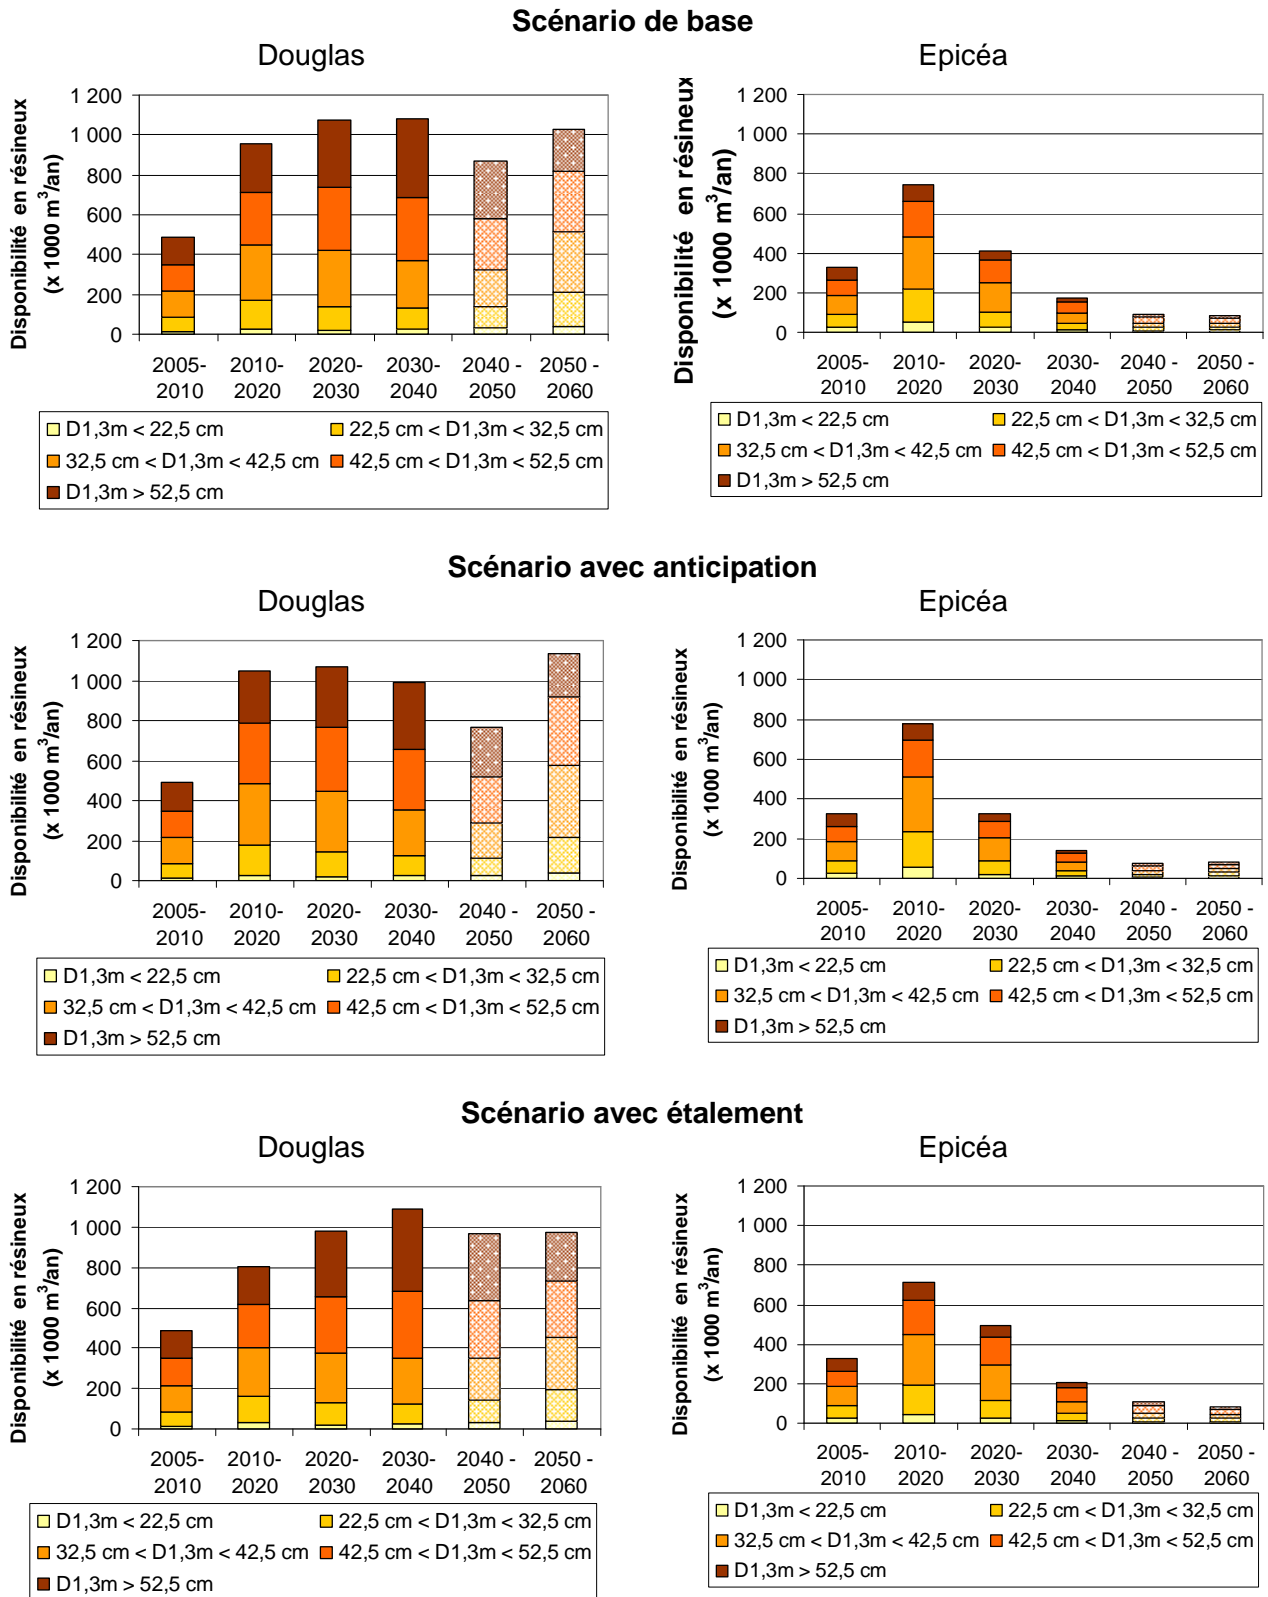 Scénario de base
Douglas
Disponibilité en résineux
(x 1000 m³/an)
1 200
1 000
800
600
400
200
0
2005-
2010
2010-
2020
2020-
2030
2030-
2040
2040 -
2050
2050 -
2060
D1,3m < 22,5 cm
22,5 cm < D1,3m < 32,5 cm
32,5 cm < D1,3m < 42,5 cm
42,5 cm < D1,3m < 52,5 cm
D1,3m > 52,5 cm
Epicéa
Disponibilité en résineux
(x 1000 m³/an)
1 200
1 000
800
600
400
200
0
2005-
2010
2010-
2020
2020-
2030
2030-
2040
2040 -
2050
2050 -
2060
D1,3m < 22,5 cm
22,5 cm < D1,3m < 32,5 cm
32,5 cm < D1,3m < 42,5 cm
42,5 cm < D1,3m < 52,5 cm
D1,3m > 52,5 cm
Scénario avec anticipation
Douglas
Disponibilité en résineux
(x 1000 m³/an)
1 200
1 000
800
600
400
200
0
2005-
2010
2010-
2020
2020-
2030
2030-
2040
2040 -
2050
2050 -
2060
D1,3m < 22,5 cm
22,5 cm < D1,3m < 32,5 cm
32,5 cm < D1,3m < 42,5 cm
42,5 cm < D1,3m < 52,5 cm
D1,3m > 52,5 cm
Epicéa
Disponibilité en résineux
(x 1000 m³/an)
1 200
1 000
800
600
400
200
0
2005-
2010
2010-
2020
2020-
2030
2030-
2040
2040 -
2050
2050 -
2060
D1,3m < 22,5 cm
22,5 cm < D1,3m < 32,5 cm
32,5 cm < D1,3m < 42,5 cm
42,5 cm < D1,3m < 52,5 cm
D1,3m > 52,5 cm
Scénario avec étalement
Douglas
Disponibilité en résineux
(x 1000 m³/an)
1 200
1 000
800
600
400
200
0
2005-
2010
2010-
2020
2020-
2030
2030-
2040
2040 -
2050
2050 -
2060
D1,3m < 22,5 cm
22,5 cm < D1,3m < 32,5 cm
32,5 cm < D1,3m < 42,5 cm
42,5 cm < D1,3m < 52,5 cm
D1,3m > 52,5 cm
Epicéa
Disponibilité en résineux
(x 1000 m³/an)
1 200
1 000
800
600
400
200
0
2005-
2010
2010-
2020
2020-
2030
2030-
2040
2040 -
2050
2050 -
2060
D1,3m < 22,5 cm
22,5 cm < D1,3m < 32,5 cm
32,5 cm < D1,3m < 42,5 cm
42,5 cm < D1,3m < 52,5 cm
D1,3m > 52,5 cm